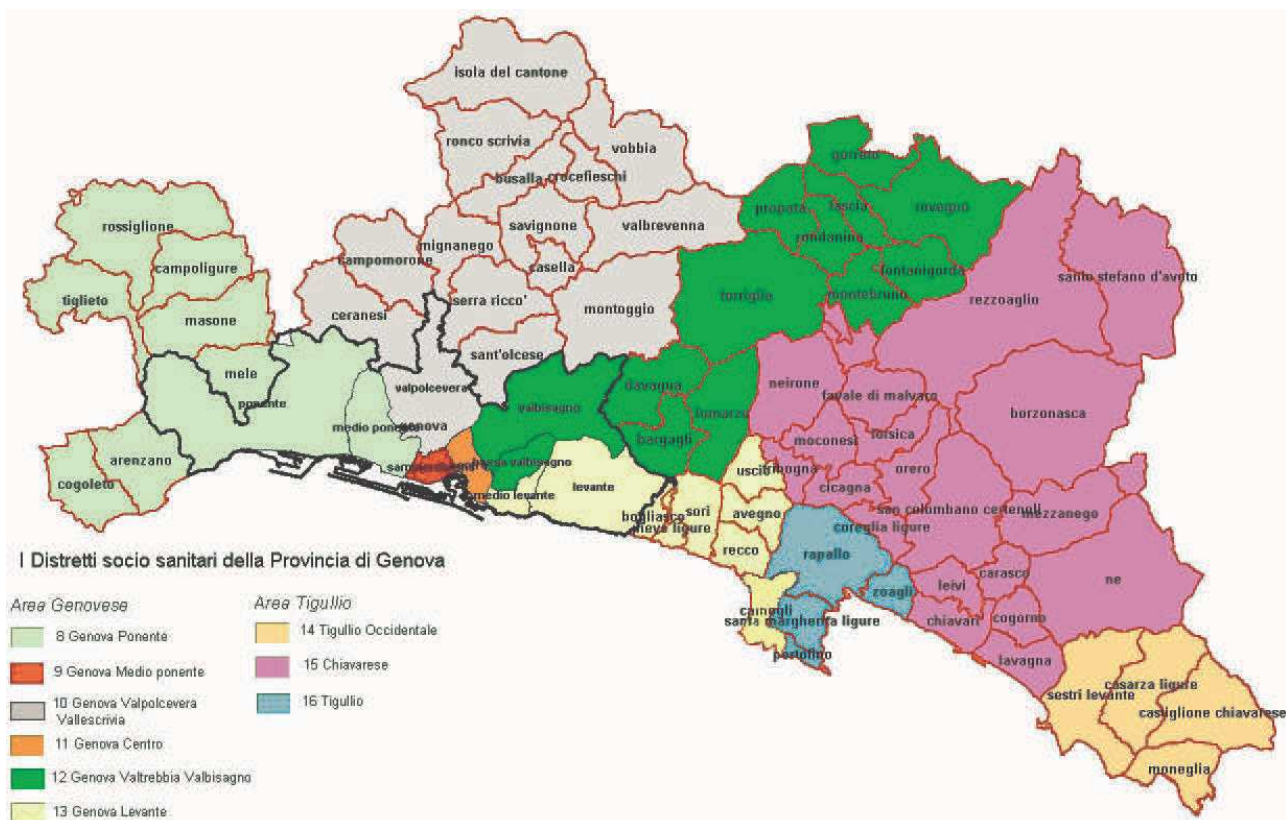 isola del cantone
ronco scrivia
vobbia
busalla
crocefieschi
gorreto
propata
fascia
rovegno
rossiglione
savignone
valbrevenna
mignanego
rondanina
campomorone
casella
campoligure
fontanigorda
santo stefano d'aveto
tiglieto
torriglia
montebruno
serra ricco'
rezzoaglio
montoggio
masone
ceranesi
sant'olcese
mele
valpolcevera
davagna
neirone
valbisagno
favale di malvaro
ponente
lumarzo
borzonasca
genova
medio ponente
lorsica
moconesi
bargagli
arenzano
bassa valbisagno
uscio
tribogna
orero
cogoleto
levante
cicagna
medio levante
sori
avegno
san colombano certenoli
mezzanego
bogliasco
pieve ligure
coreglia ligure
recco
rapallo
I Distretti socio sanitari della Provincia di Genova
carasco
ne
leivi
zoagli
camogli
santa margherita ligure
chiavari
cogorno
portofino
lavagna
casarza ligure
sestri levante
castiglione chiavarese
moneglia
Area Genovese
8 Genova Ponente
9 Genova Medio ponente
10 Genova Valpolcevera
Vallescrivia
11 Genova Centro
12 Genova Valtrebbia Valbisagno
13 Genova Levante
Area Tigullio
14 Tigullio Occidentale
15 Chiavarese
16 Tigullio